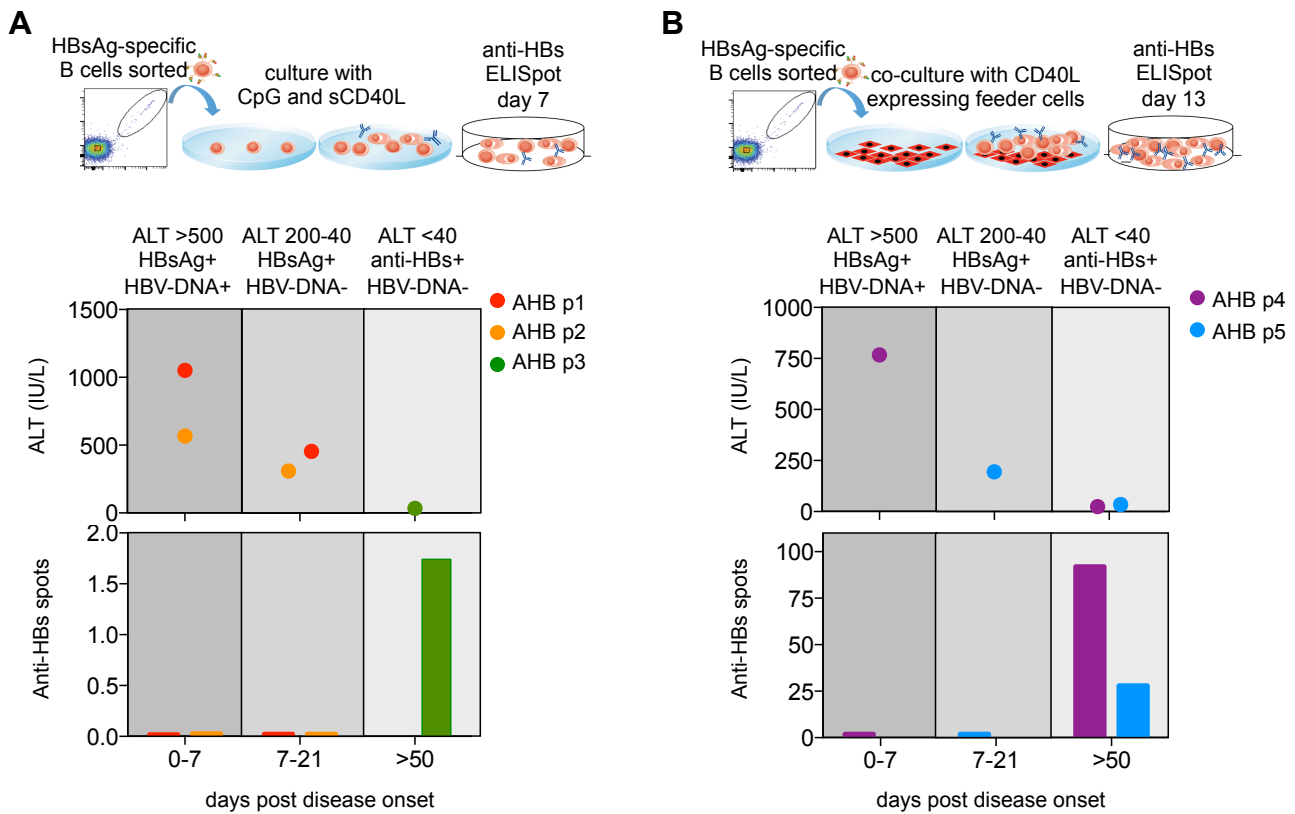 A
HBsAg-specific
B cells sorted
culture with
CpG and sCD40L
anti-HBs
ELISpot
day 7
ALT >500
HBsAg+
HBV-DNA+
ALT 200-40
HBsAg+
HBV-DNA-
ALT <40
anti-HBs+
HBV-DNA-
AHB p1
AHB p2
AHB p3
ALT (IU/L)
1500
1000
500
0
Anti-HBs spots
2.0
1.5
1.0
0.5
0.0
0-7
7-21
>50
days post disease onset
B
HBsAg-specific
B cells sorted
co-culture with CD40L
expressing feeder cells
anti-HBs
ELISpot
day 13
ALT >500
HBsAg+
HBV-DNA+
ALT 200-40
HBsAg+
HBV-DNA-
ALT <40
anti-HBs+
HBV-DNA-
AHB p4
AHB p5
ALT (IU/L)
1000
750
500
250
0
Anti-HBs spots
100
75
50
25
0
0-7
7-21
>50
days post disease onset